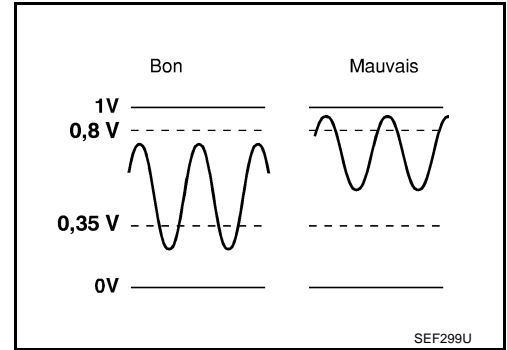 Bon Mauvais
1V
0,8 V
0,35 V
0V
SEF299U